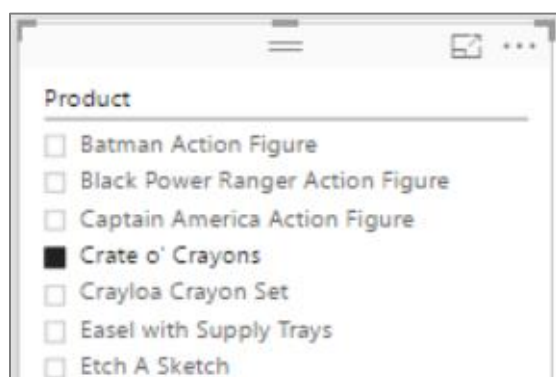 Product
Batman Action Figure
Black Power Ranger Action Figure
Captain America Action Figure
Crate o' Crayons
Crayloa Crayon Set
Easel with Supply Trays
Etch A Sketch